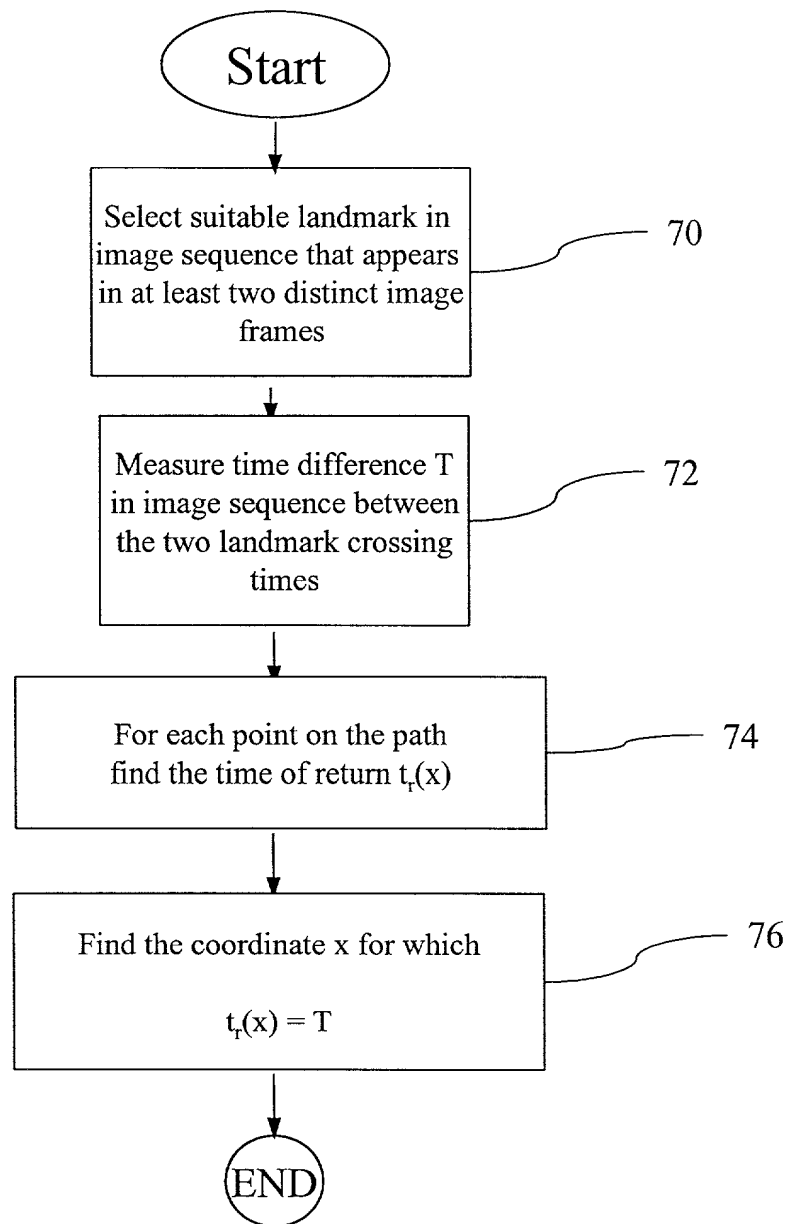 Start
Select suitable landmark in
image sequence that appears
in at least two distinct image
frames
70
Measure time difference T
in image sequence between
the two landmark crossing
times
72
For each point on the path
find the time of return tᵣ(x)
74
Find the coordinate x for which
tᵣ(x) = T
76
END